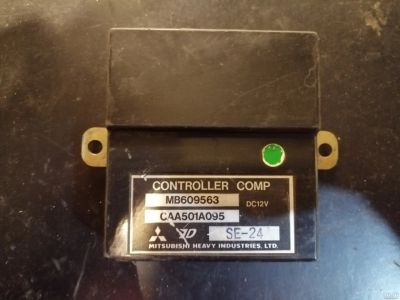 CONTROLLER COMP
MB609563 DC12V
CAA501A095
SE-24
MITSUBISHI HEAVY INDUSTRIES, LTD.